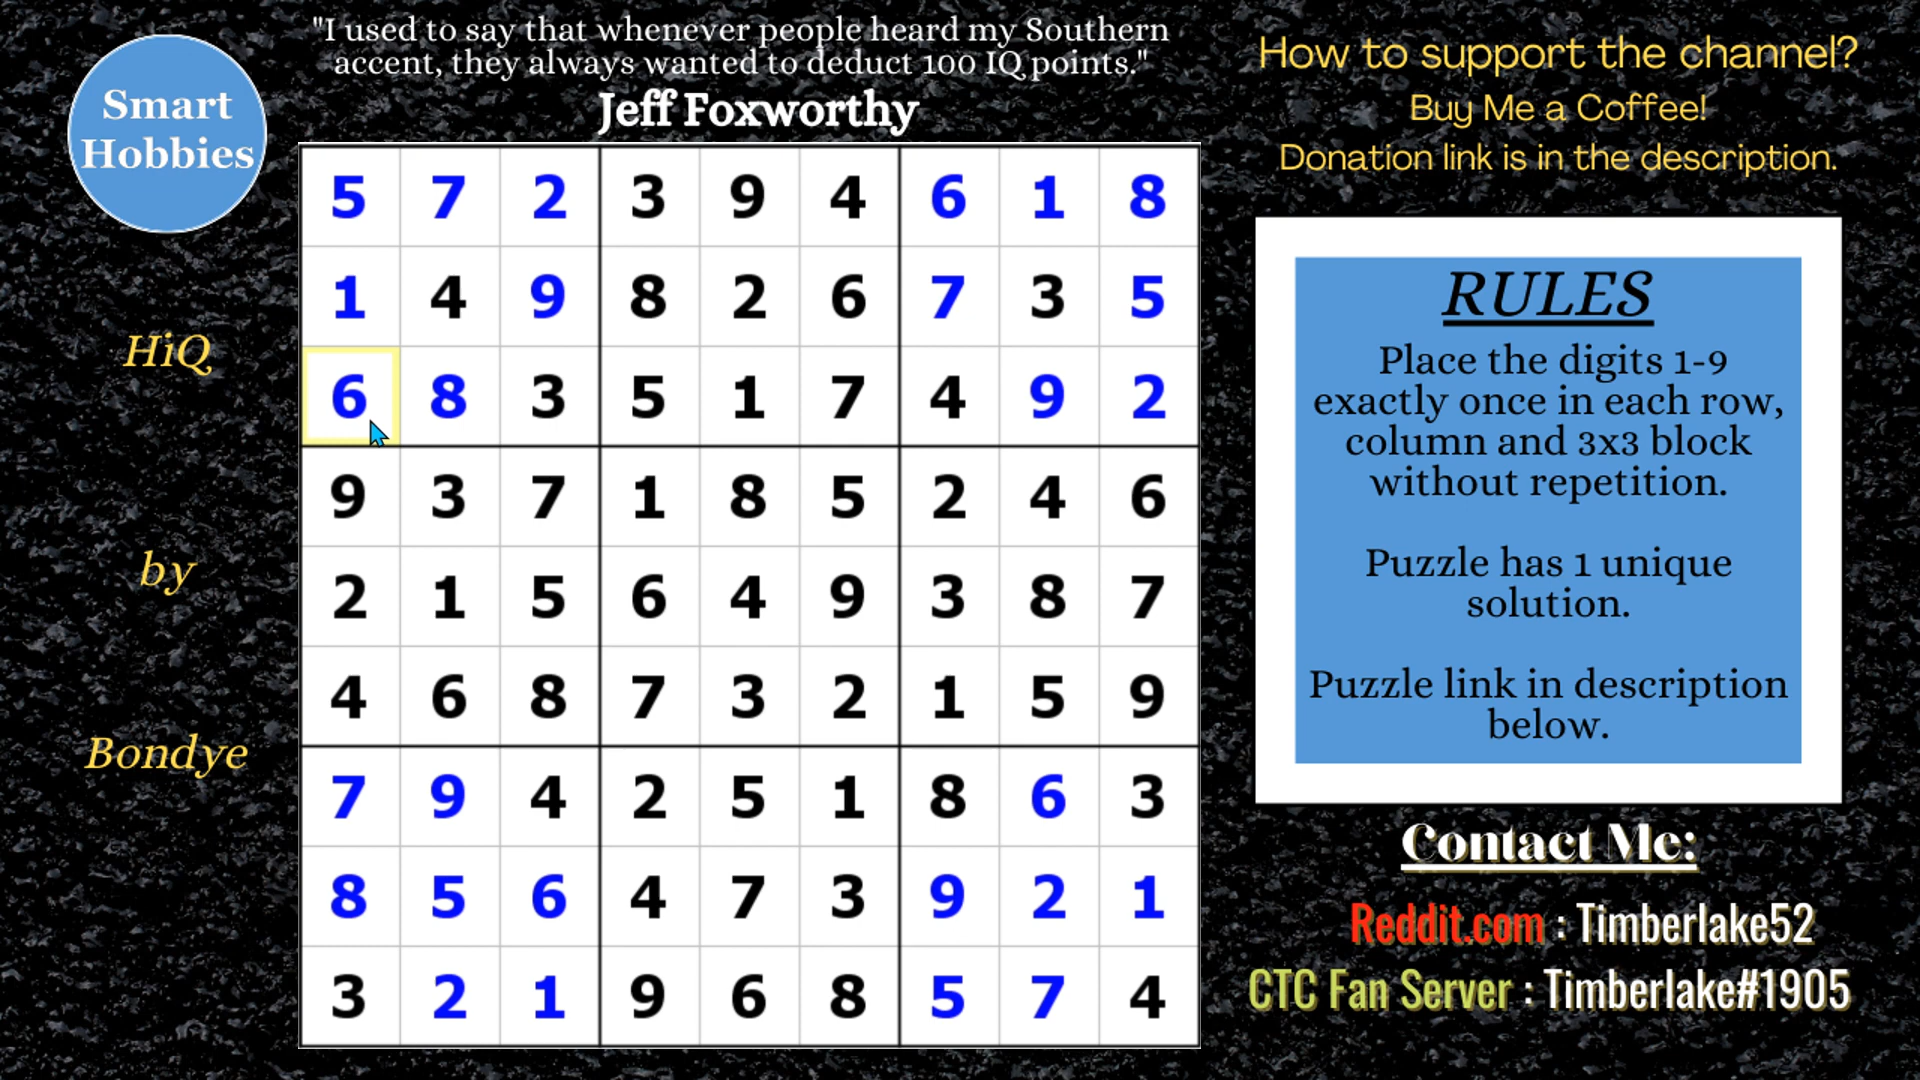 Smart
Hobbies
"I used to say that whenever people heard my Southern
accent, they always wanted to deduct 100 IQ points."
Jeff Foxworthy
How to support the channel?
Buy Me a Coffee!
Donation link is in the description.
HiQ
by
Bondye
5 7 2 3 9 4 6 1 8
1 4 9 8 2 6 7 3 5
6 8 3 5 1 7 4 9 2
9 3 7 1 8 5 2 4 6
2 1 5 6 4 9 3 8 7
4 6 8 7 3 2 1 5 9
7 9 4 2 5 1 8 6 3
8 5 6 4 7 3 9 2 1
3 2 1 9 6 8 5 7 4
RULES
Place the digits 1-9
exactly once in each row,
column and 3x3 block
without repetition.
Puzzle has 1 unique
solution.
Puzzle link in description
below.
Contact Me:
Reddit.com : Timberlake52
CTC Fan Server : Timberlake#1905